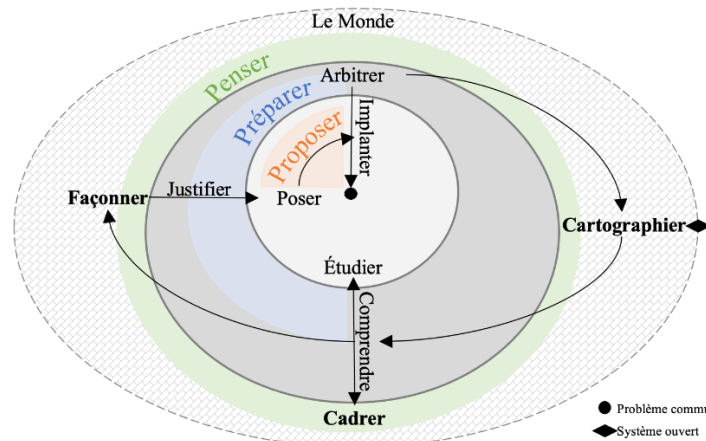 Le Monde
Penser
Arbitrer
Préparer
Implanter
Proposer
Façonner
Justifier
Poser
Cartographier
Étudier
Comprendre
Cadrer
Problème commu
Système ouvert